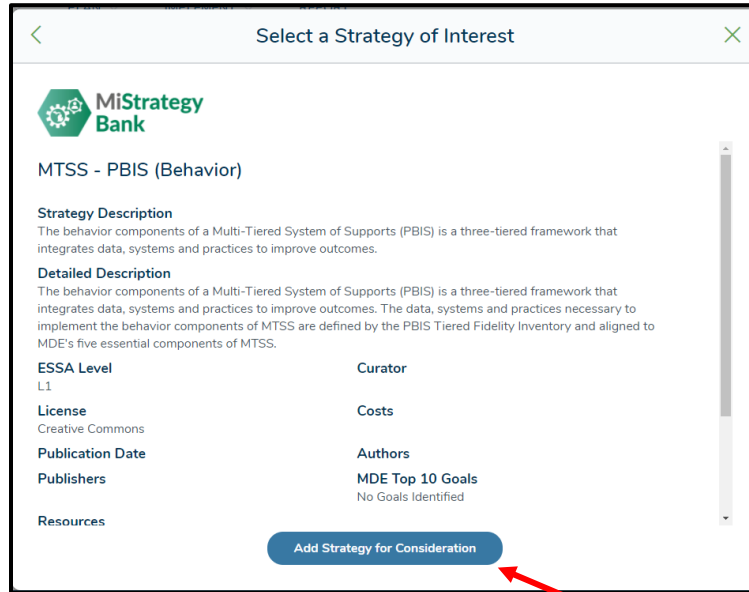 Select a Strategy of Interest
MiStrategy
Bank
MTSS - PBIS (Behavior)
Strategy Description
The behavior components of a Multi-Tiered System of Supports (PBIS) is a three-tiered framework that
integrates data, systems and practices to improve outcomes.
Detailed Description
The behavior components of a Multi-Tiered System of Supports (PBIS) is a three-tiered framework that
integrates data, systems and practices to improve outcomes. The data, systems and practices necessary to
implement the behavior components of MTSS are defined by the PBIS Tiered Fidelity Inventory and aligned to
MDE's five essential components of MTSS.
ESSA Level Curator
L1
License Costs
Creative Commons
Publication Date Authors
Publishers MDE Top 10 Goals
No Goals Identified
Resources
Add Strategy for Consideration